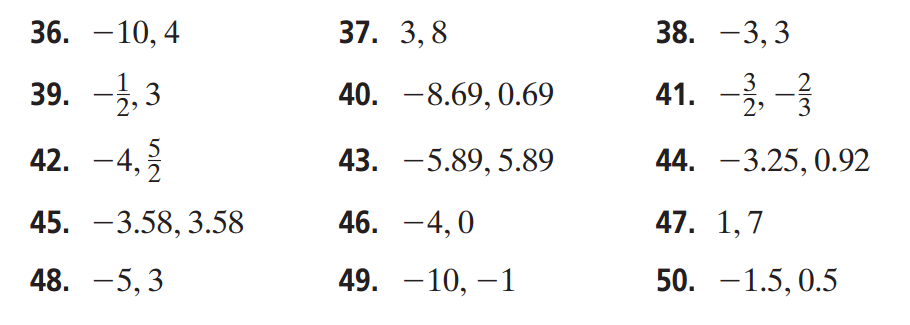 36. −10, 4 37. 3, 8 38. −3, 3
39. −1/2, 3 40. −8.69, 0.69 41. −3/2, −2/3
42. −4, 5/2 43. −5.89, 5.89 44. −3.25, 0.92
45. −3.58, 3.58 46. −4, 0 47. 1, 7
48. −5, 3 49. −10, −1 50. −1.5, 0.5